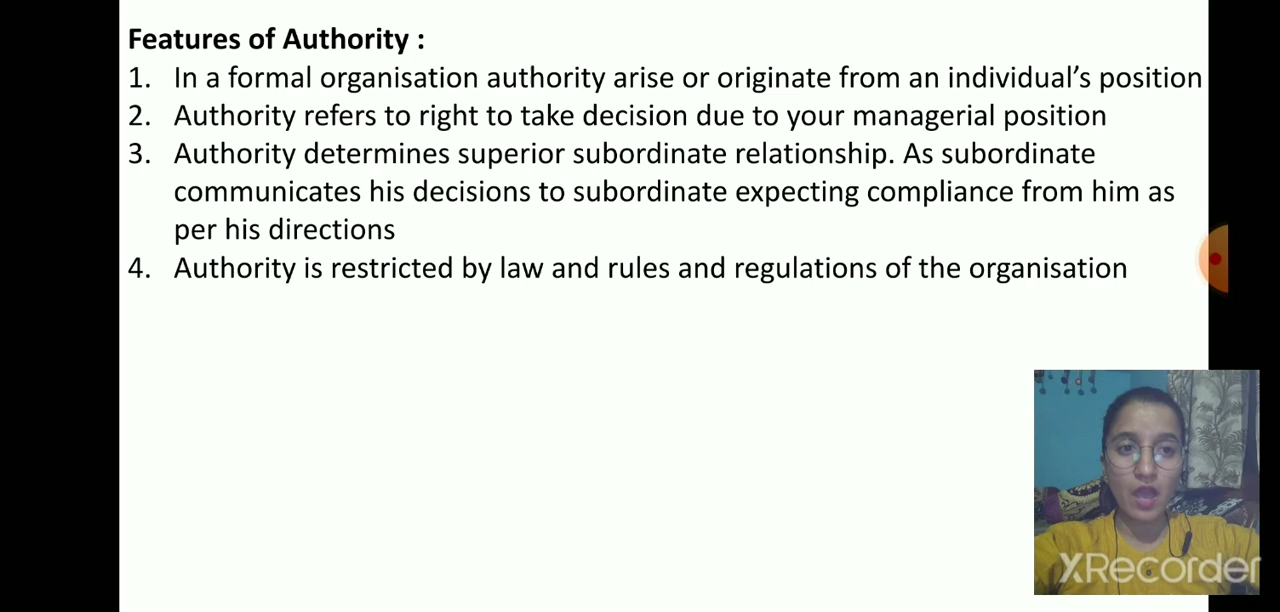 Features of Authority :
1. In a formal organisation authority arise or originate from an individual’s position
2. Authority refers to right to take decision due to your managerial position
3. Authority determines superior subordinate relationship. As subordinate
communicates his decisions to subordinate expecting compliance from him as
per his directions
4. Authority is restricted by law and rules and regulations of the organisation
XRecorder